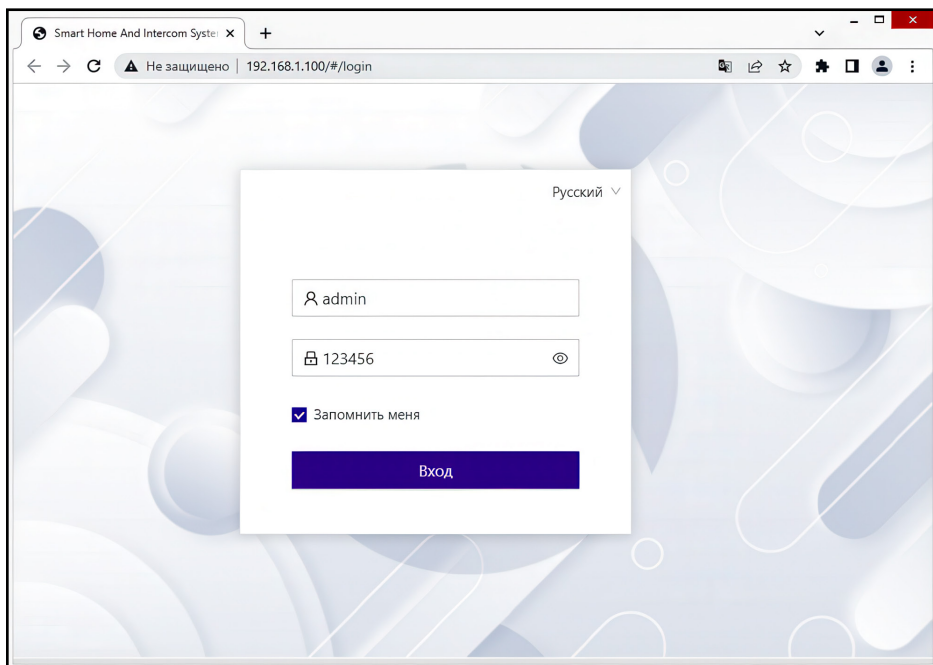 Smart Home And Intercom Syste
Не защищено
192.168.1.100/#/login
Русский
admin
123456
Запомнить меня
Вход